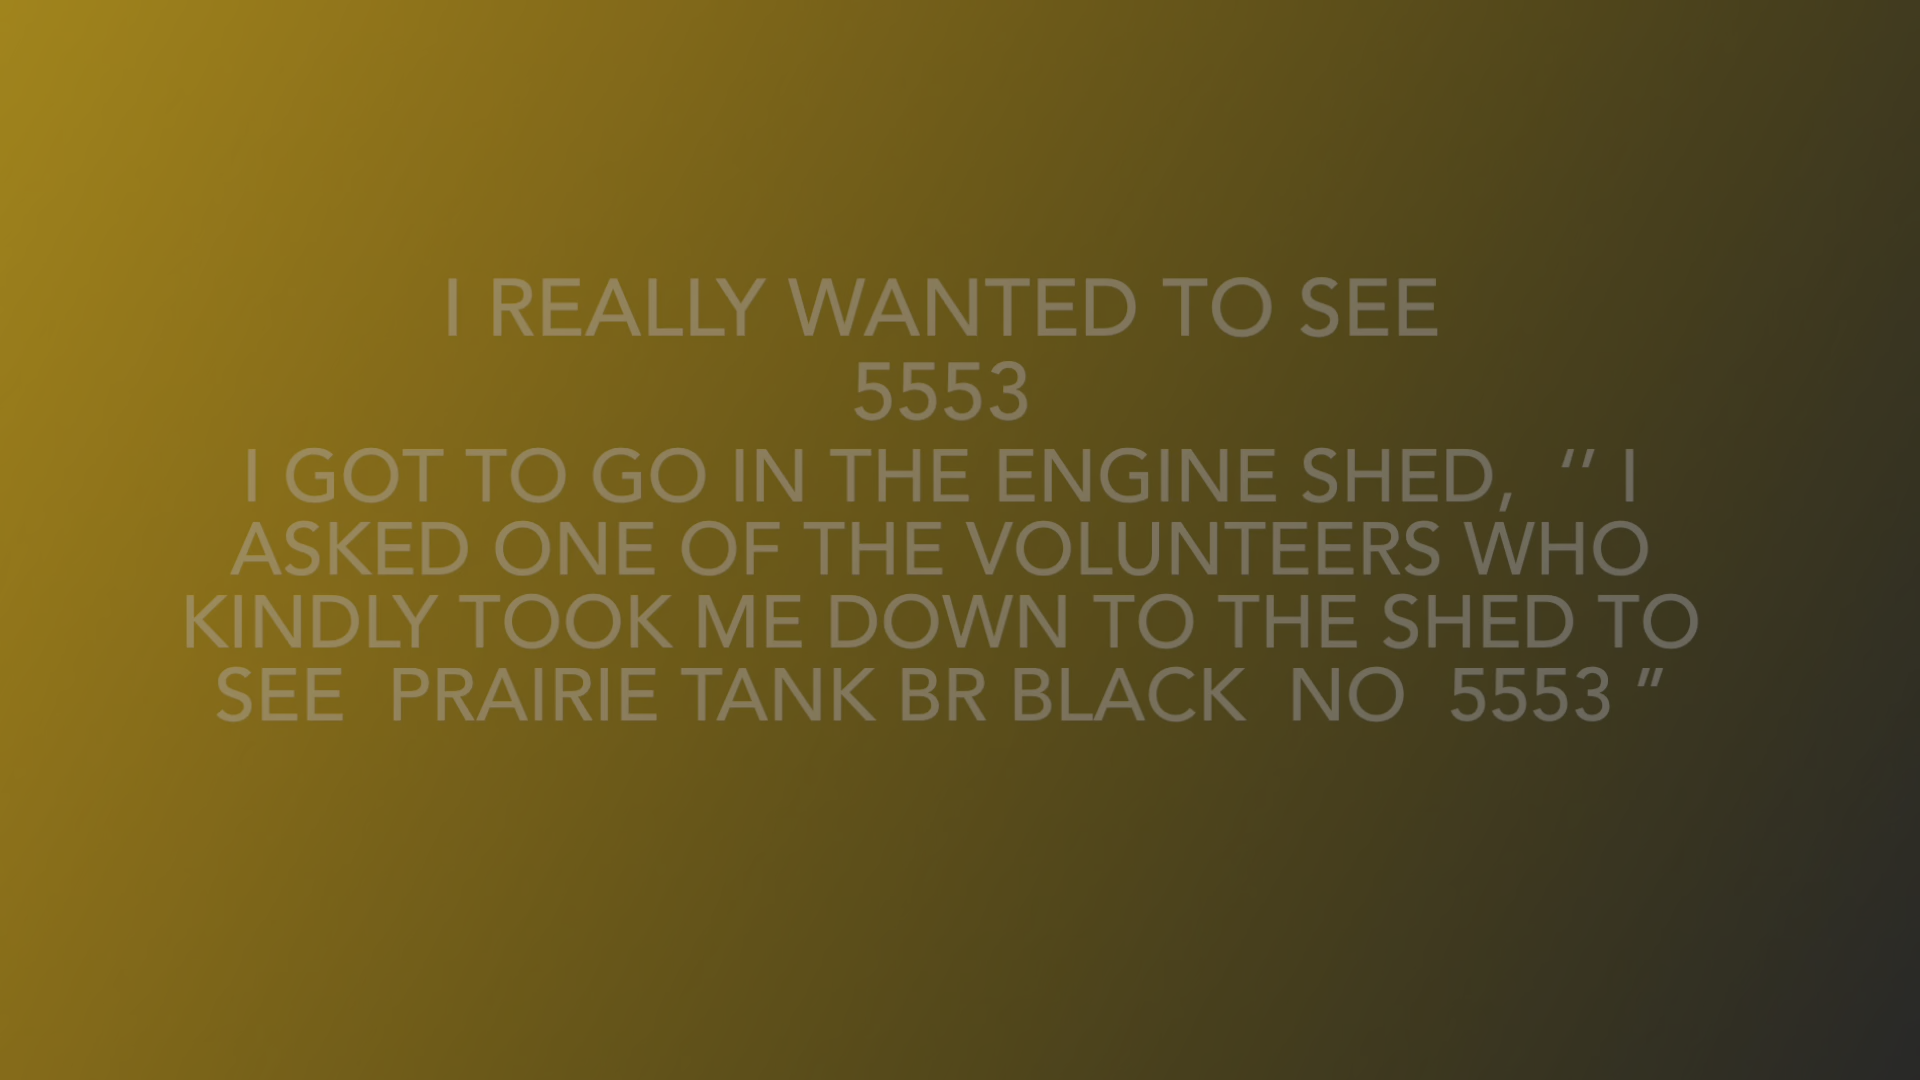 I REALLY WANTED TO SEE
5553
I GOT TO GO IN THE ENGINE SHED,  ‘’ I
ASKED ONE OF THE VOLUNTEERS WHO
KINDLY TOOK ME DOWN TO THE SHED TO
SEE  PRAIRIE TANK BR BLACK  NO  5553 ”